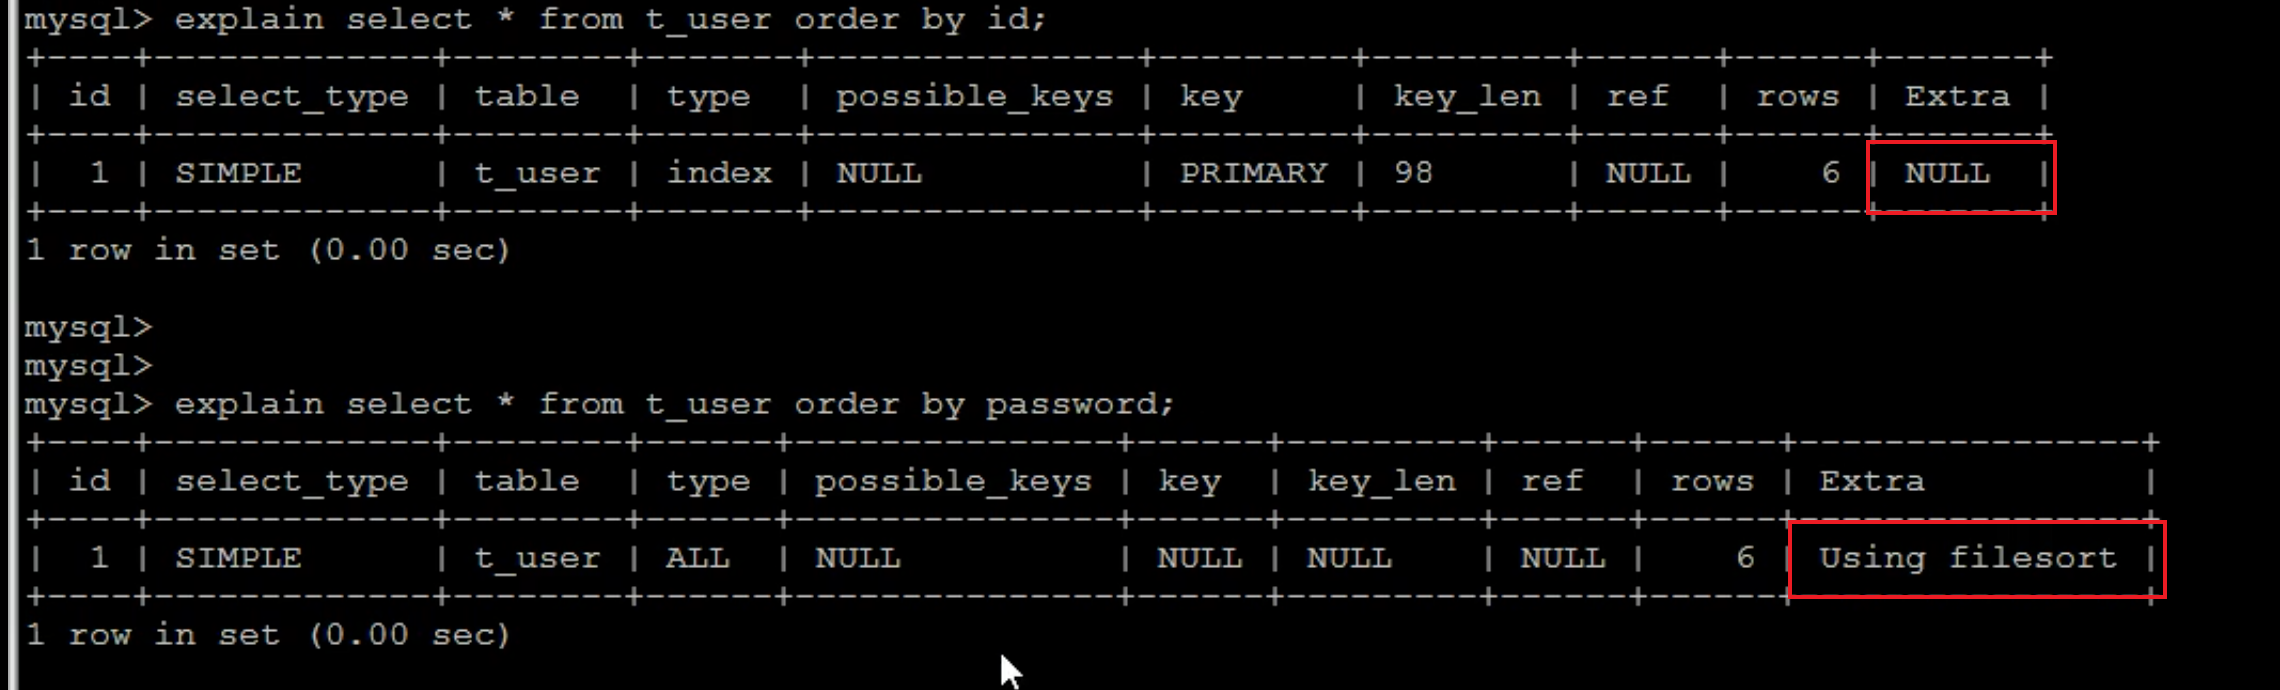 mysql> explain select * from t_user order by id;
+----+-------------+--------+-------+---------------+---------+---------+------+------+-------+
| id | select_type | table  | type  | possible_keys | key     | key_len | ref  | rows | Extra |
+----+-------------+--------+-------+---------------+---------+---------+------+------+-------+
|  1 | SIMPLE      | t_user | index | NULL          | PRIMARY | 98      | NULL |    6 | NULL  |
+----+-------------+--------+-------+---------------+---------+---------+------+------+-------+
1 row in set (0.00 sec)
mysql>
mysql>
mysql> explain select * from t_user order by password;
+----+-------------+--------+------+---------------+------+---------+------+------+----------------+
| id | select_type | table  | type | possible_keys | key  | key_len | ref  | rows | Extra          |
+----+-------------+--------+------+---------------+------+---------+------+------+----------------+
|  1 | SIMPLE      | t_user | ALL  | NULL          | NULL | NULL    | NULL |    6 | Using filesort |
+----+-------------+--------+------+---------------+------+---------+------+------+----------------+
1 row in set (0.00 sec)